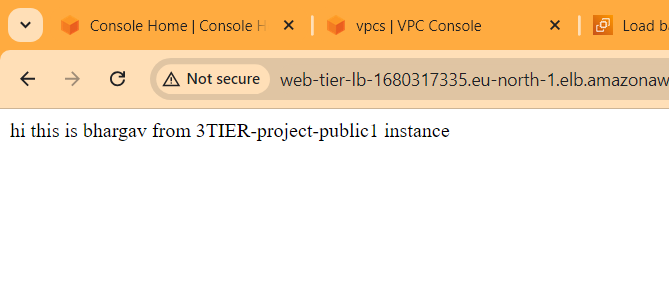 Console Home | Console H
vpcs | VPC Console
Load b
Not secure
web-tier-lb-1680317335.eu-north-1.elb.amazonaw
hi this is bhargav from 3TIER-project-public1 instance